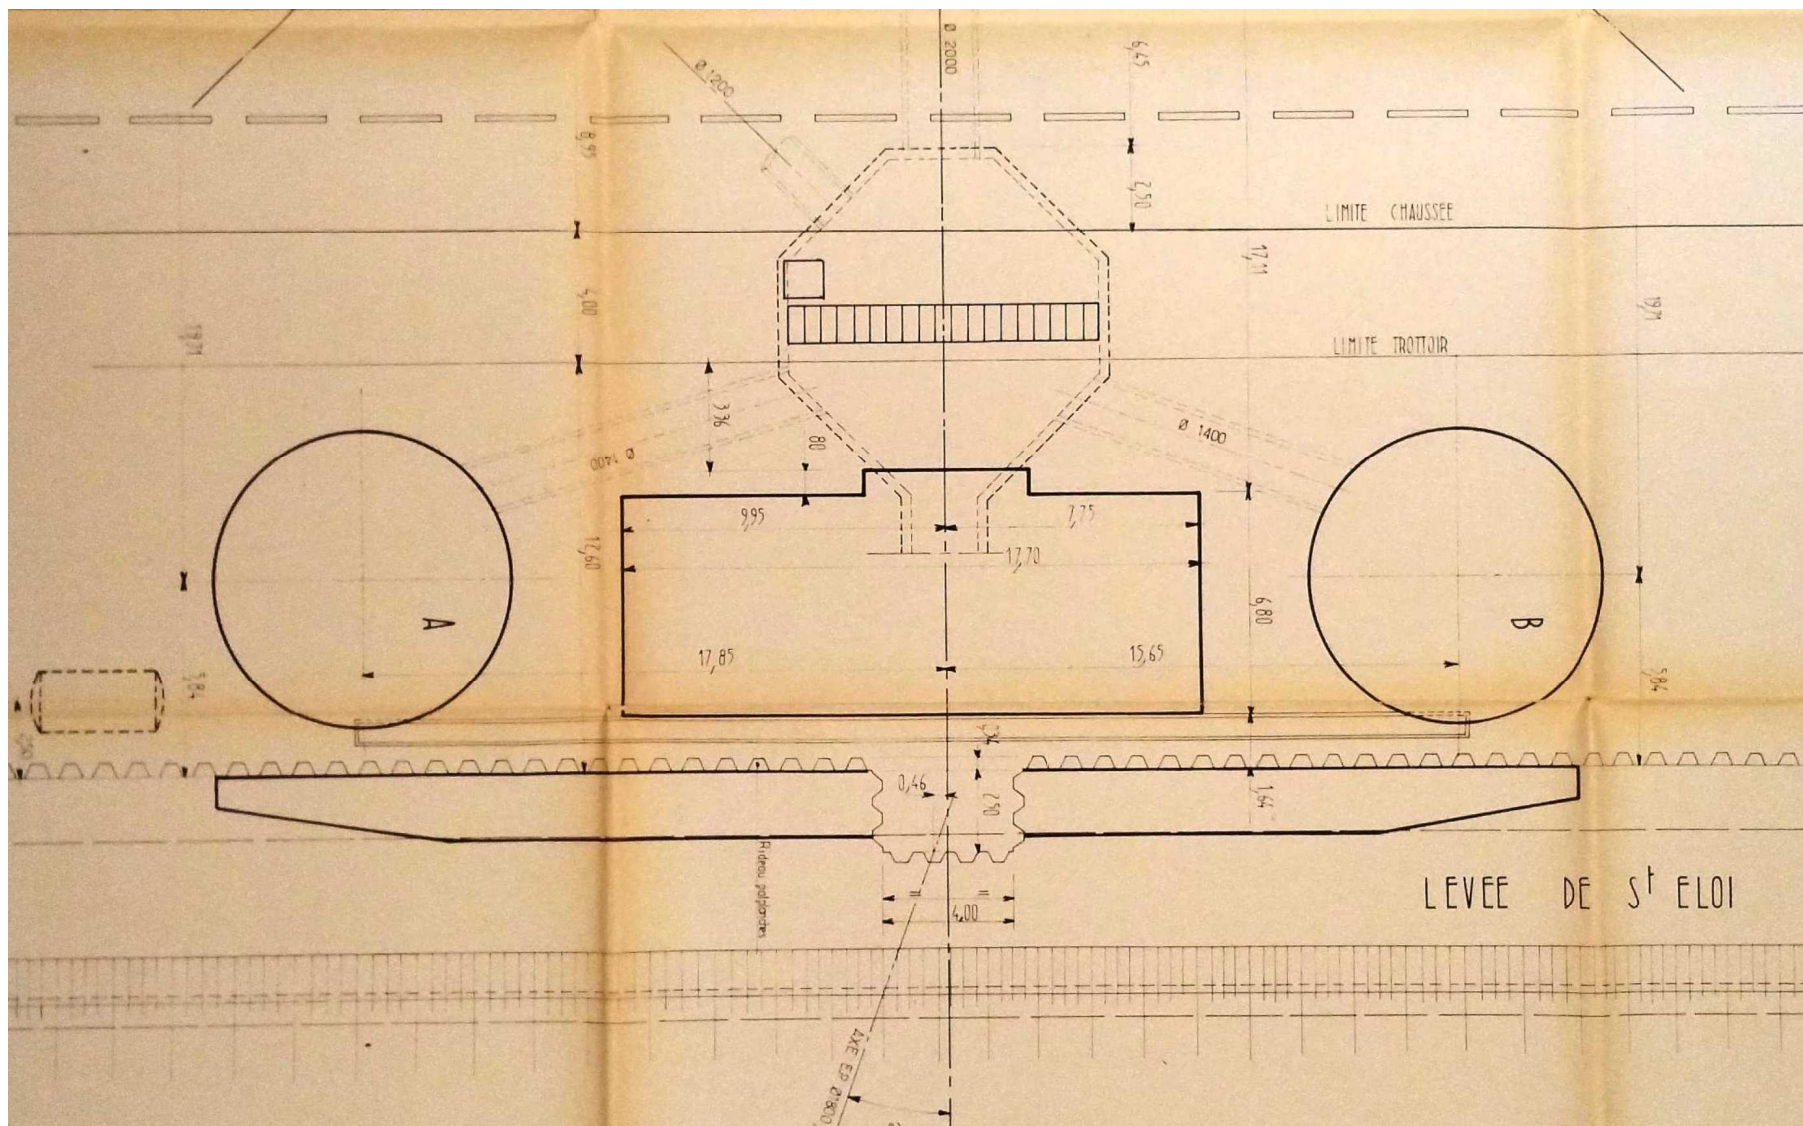 Ø 2000
6,45
Ø 1200
8,95
2,50
LIMITE CHAUSSEE
17,11
4,00
19,71
19,71
LIMITE TROTTOIR
3,36
80
Ø 1400
Ø 1400
9,95
7,75
17,70
12,60
6,80
A
B
17,85
15,65
5,84
5,84
0,46
2,50
1,64
Rideau palplanches
=
=
4,00
LEVEE DE St ELOI
AXE EP Ø1800